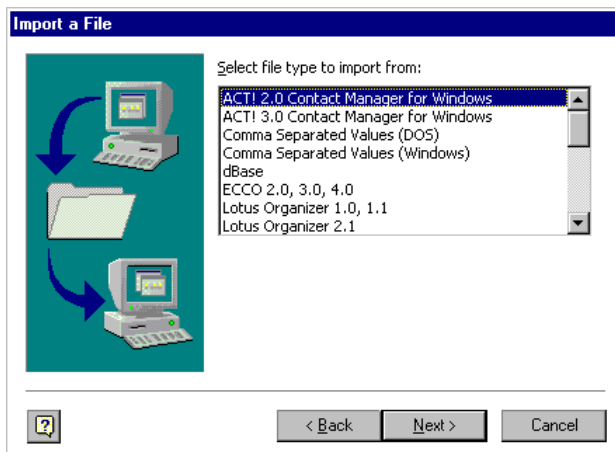 Import a File
Select file type to import from:
ACT! 2.0 Contact Manager for Windows
ACT! 3.0 Contact Manager for Windows
Comma Separated Values (DOS)
Comma Separated Values (Windows)
dBase
ECCO 2.0, 3.0, 4.0
Lotus Organizer 1.0, 1.1
Lotus Organizer 2.1
? < Back Next > Cancel